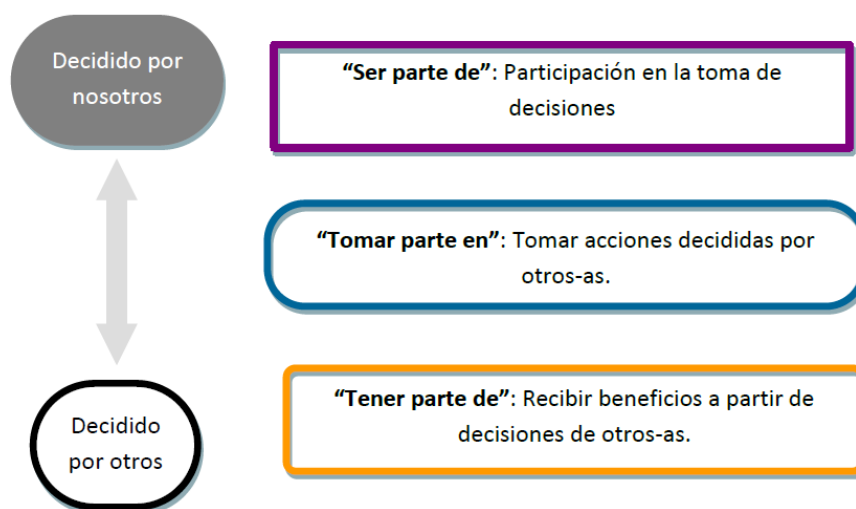 Decidido por
nosotros
“Ser parte de”: Participación en la toma de
decisiones
“Tomar parte en”: Tomar acciones decididas por
otros-as.
“Tener parte de”: Recibir beneficios a partir de
decisiones de otros-as.
Decidido
por otros